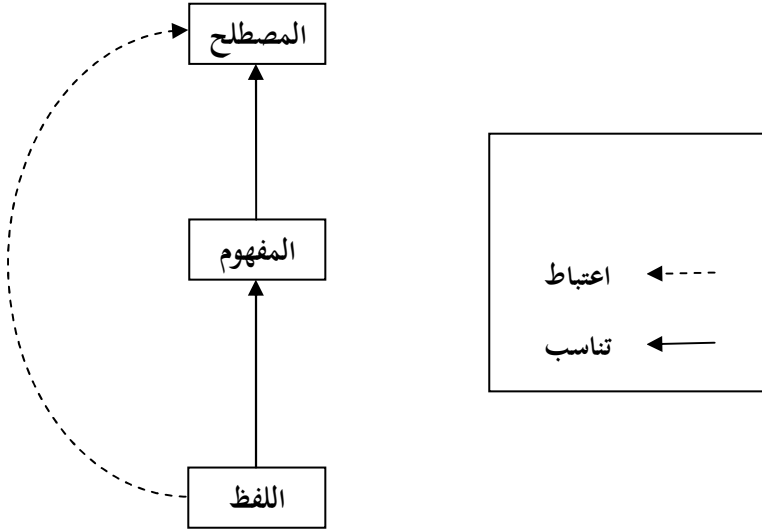 المصطلح
المفهوم
اعتباط
تناسب
اللفظ